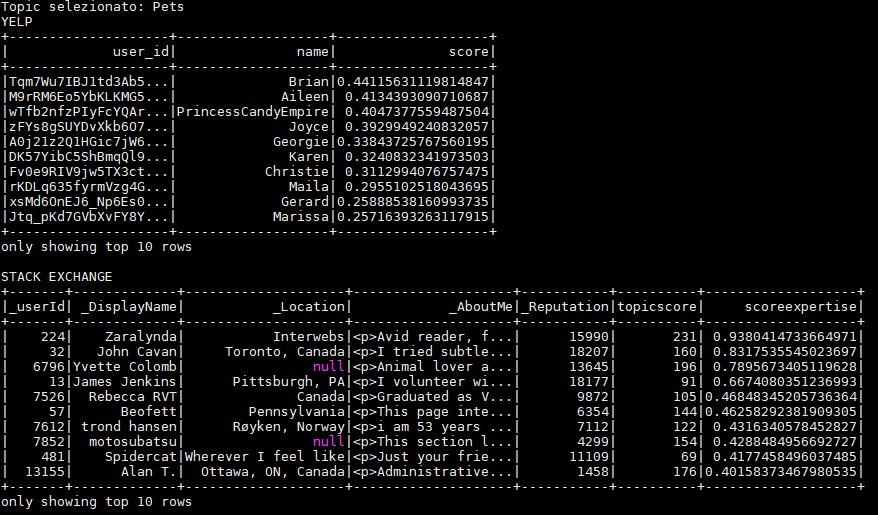 Topic selezionato: Pets
YELP
+--------------------+--------------------+-------------------+
|             user_id|                name|              score|
+--------------------+--------------------+-------------------+
|Tqm7Wu7IBJ1td3Ab5...|               Brian|0.44115631119814847|
|M9rRM6Eo5YbKLKMG5...|              Aileen| 0.4134393090710687|
|wTfb2nfzPIyFcYQAr...|PrincessCandyEmpire| 0.4047377559487504|
|zFYs8gSUYDvXkb6O7...|               Joyce| 0.3929949240832057|
|A0j21z2Q1HGic7jW6...|             Georgie|0.33843725767560195|
|DK57YibC5ShBmqQl9...|               Karen| 0.3240832341973503|
|Fv0e9RIV9jw5TX3ct...|            Christie| 0.3112994076757475|
|rKDLq635fyrmVzg4G...|               Maila| 0.2955102518043695|
|xsMd6OnEJ6_Np6Es0...|              Gerard|0.25888538160993735|
|Jtq_pKd7GVbXvFY8Y...|             Marissa|0.25716393263117915|
+--------------------+--------------------+-------------------+
only showing top 10 rows
STACK EXCHANGE
+-------+-------------+--------------------+--------------------+-----------+----------+-------------------+
|_userId| _DisplayName|           _Location|            _AboutMe|_Reputation|topicscore|     scoreexpertise|
+-------+-------------+--------------------+--------------------+-----------+----------+-------------------+
|    224|    Zaralynda|           Interwebs|<p>Avid reader, f...|      15990|       231| 0.9380414733664971|
|     32|   John Cavan|     Toronto, Canada|<p>I tried subtle...|      18207|       160| 0.8317535545023697|
|   6796|Yvette Colomb|                null|<p>Animal lover a...|      13645|       196| 0.7895673405119628|
|     13|James Jenkins|      Pittsburgh, PA|<p>I volunteer wi...|      18177|        91| 0.6674080351236993|
|   7526|  Rebecca RVT|              Canada|<p>Graduated as V...|       9872|       105|0.46848345205736364|
|     57|      Beofett|        Pennsylvania|<p>This page inte...|       6354|       144|0.46258292381909305|
|   7612| trond hansen|      Røyken, Norway|<p>i am 53 years ...|       7112|       122| 0.4316340578452827|
|   7852|   motosubatsu|                null|<p>This section l...|       4299|       154| 0.4288484956692727|
|    481|    Spidercat|Wherever I feel like|<p>Just your frie...|      11109|        69| 0.4177458496037485|
|  13155|      Alan T.|  Ottawa, ON, Canada|<p>Administrative...|       1458|       176|0.40158373467980535|
+-------+-------------+--------------------+--------------------+-----------+----------+-------------------+
only showing top 10 rows